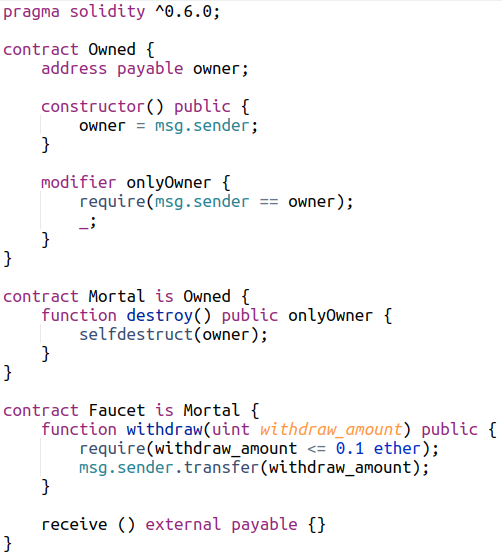 pragma solidity ^0.6.0;
contract Owned {
address payable owner;
constructor() public {
owner = msg.sender;
}
modifier onlyOwner {
require(msg.sender == owner);
_;
}
}
contract Mortal is Owned {
function destroy() public onlyOwner {
selfdestruct(owner);
}
}
contract Faucet is Mortal {
function withdraw(uint withdraw_amount) public {
require(withdraw_amount <= 0.1 ether);
msg.sender.transfer(withdraw_amount);
}
receive () external payable {}
}